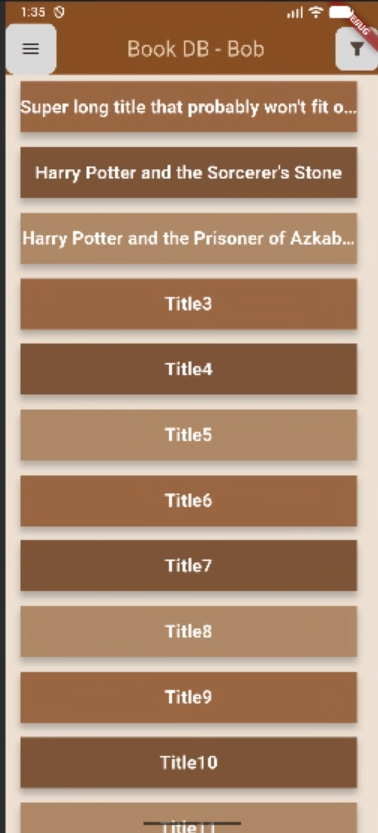 1:35
DEBUG
Book DB - Bob
Super long title that probably won't fit o...
Harry Potter and the Sorcerer's Stone
Harry Potter and the Prisoner of Azkab...
Title3
Title4
Title5
Title6
Title7
Title8
Title9
Title10
Title11